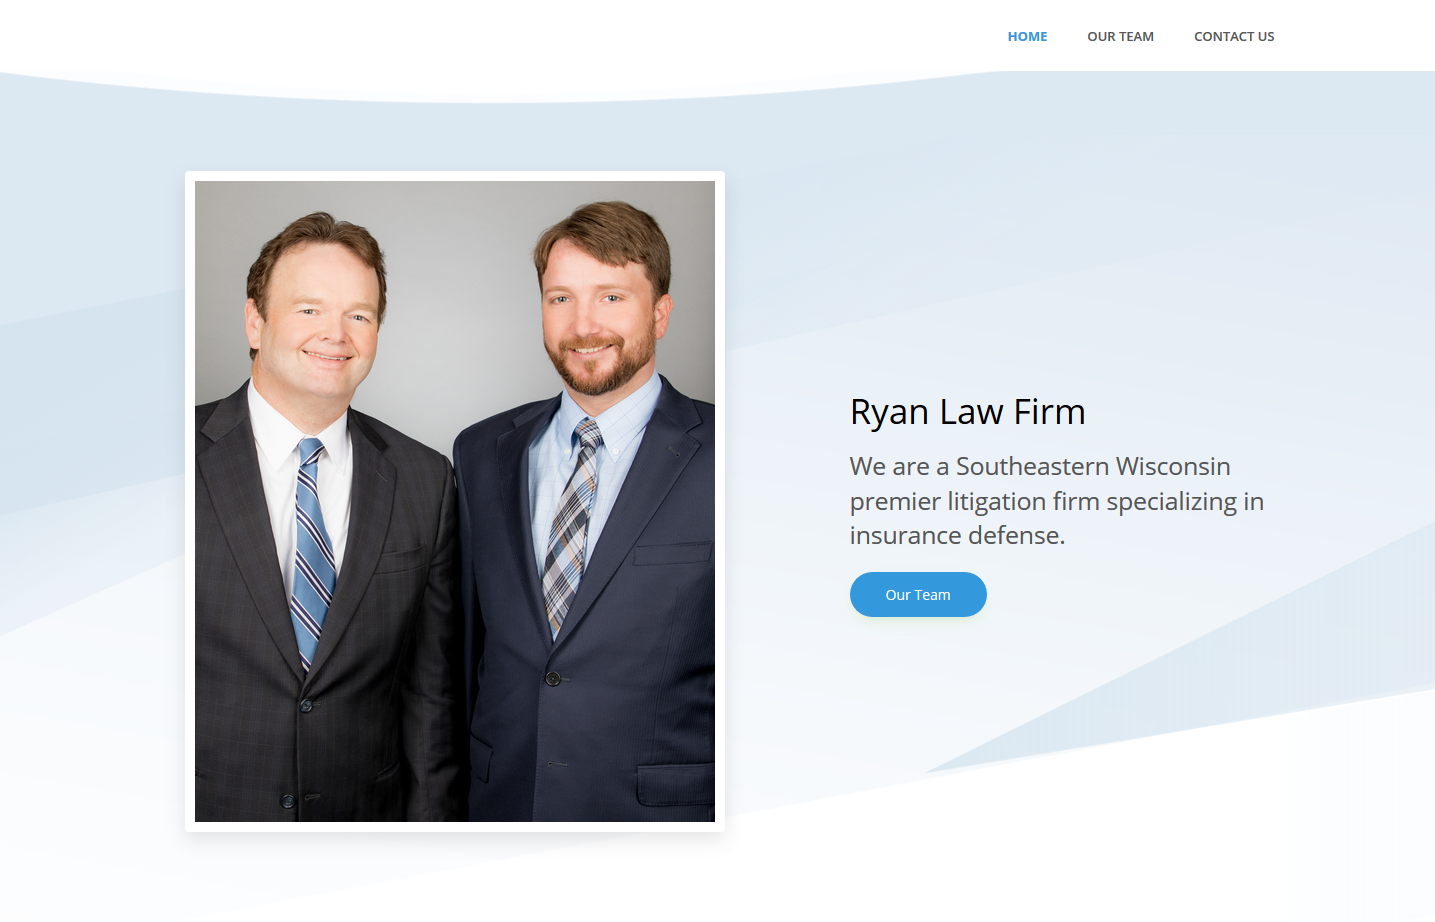 HOME OUR TEAM CONTACT US
Ryan Law Firm
We are a Southeastern Wisconsin
premier litigation firm specializing in
insurance defense.
Our Team